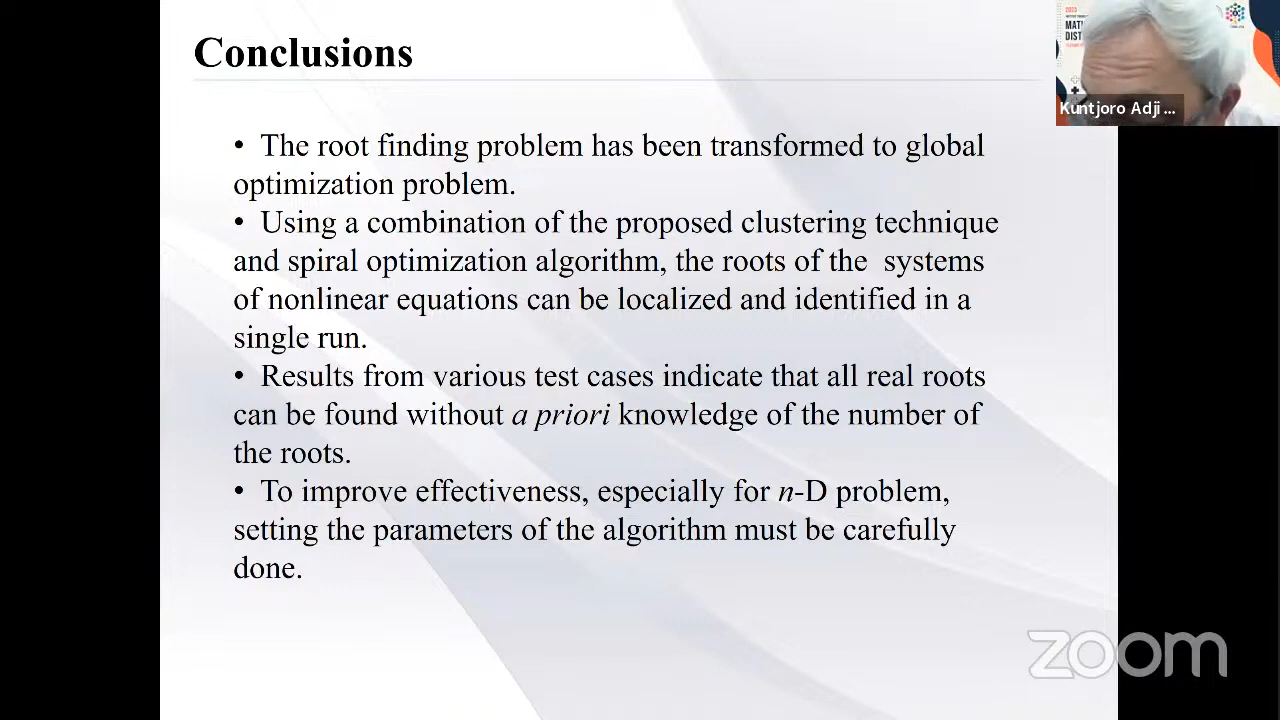 Conclusions
• The root finding problem has been transformed to global
optimization problem.
• Using a combination of the proposed clustering technique
and spiral optimization algorithm, the roots of the systems
of nonlinear equations can be localized and identified in a
single run.
• Results from various test cases indicate that all real roots
can be found without a priori knowledge of the number of
the roots.
• To improve effectiveness, especially for n-D problem,
setting the parameters of the algorithm must be carefully
done.
2023
Kuntjoro Adji ...
zoom